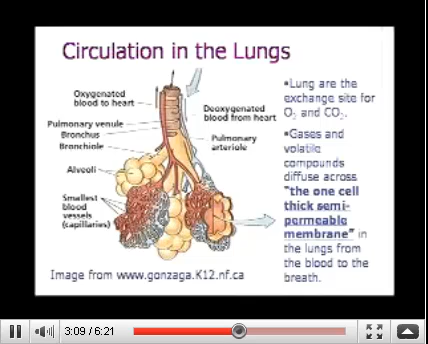 Circulation in the Lungs
Oxygenated
blood to heart
Pulmonary venule
Bronchus
Bronchiole
Alveoli
Smallest
blood
vessels
(capillaries)
Deoxygenated
blood from heart
Pulmonary
arteriole
▪Lung are the
exchange site for
O₂ and CO₂.
▪Gases and
volatile
compounds
diffuse across
"the one cell
thick semi-
permeable
membrane" in
the lungs from
the blood to the
breath.
Image from www.gonzaga.K12.nf.ca
3:09 / 6:21